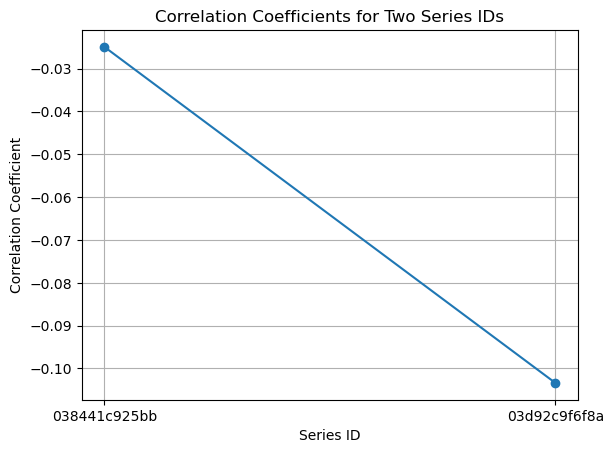 Correlation Coefficients for Two Series IDs
Correlation Coefficient
−0.03
−0.04
−0.05
−0.06
−0.07
−0.08
−0.09
−0.10
038441c925bb 03d92c9f6f8a
Series ID